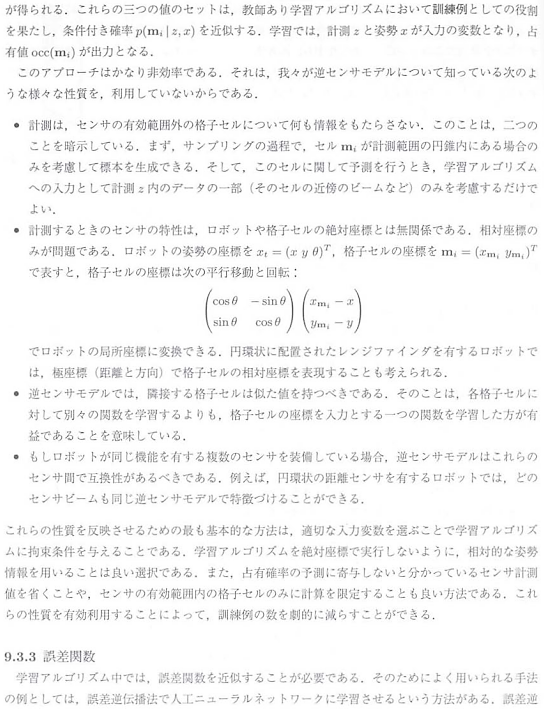 が得られる．これらの三つの値のセットは，教師あり学習アルゴリズムにおいて訓練例としての役割
を果たし，条件付き確率 p(m_i | z, x) を近似する．学習では，計測 z と姿勢 x が入力の変数となり，占
有値 occ(m_i) が出力となる．
このアプローチはかなり非効率である．それは，我々が逆センサモデルについて知っている次のよ
うな様々な性質を，利用していないからである．
• 計測は，センサの有効範囲外の格子セルについて何も情報をもたらさない．このことは，二つの
ことを暗示している．まず，サンプリングの過程で，セル m_i が計測範囲の円錐内にある場合の
みを考慮して標本を生成できる．そして，このセルに関して予測を行うとき，学習アルゴリズム
への入力として計測 z 内のデータの一部（そのセルの近傍のビームなど）のみを考慮するだけで
よい．
• 計測するときのセンサの特性は，ロボットや格子セルの絶対座標とは無関係である．相対座標の
みが問題である．ロボットの姿勢の座標を x_t = (x y θ)^T，格子セルの座標を m_i = (x_{m_i} y_{m_i})^T
で表すと，格子セルの座標は次の平行移動と回転：
(cos θ −sin θ) (x_{m_i} − x)
(sin θ cos θ) (y_{m_i} − y)
でロボットの局所座標に変換できる．円環状に配置されたレンジファインダを有するロボットで
は，極座標（距離と方向）で格子セルの相対座標を表現することも考えられる．
• 逆センサモデルでは，隣接する格子セルは似た値を持つべきである．そのことは，各格子セルに
対して別々の関数を学習するよりも，格子セルの座標を入力とする一つの関数を学習した方が有
益であることを意味している．
• もしロボットが同じ機能を有する複数のセンサを装備している場合，逆センサモデルはこれらの
センサ間で互換性があるべきである．例えば，円環状の距離センサを有するロボットでは，どの
センサビームも同じ逆センサモデルで特徴づけることができる．
これらの性質を反映させるための最も基本的な方法は，適切な入力変数を選ぶことで学習アルゴリズ
ムに拘束条件を与えることである．学習アルゴリズムを絶対座標で実行しないように，相対的な姿勢
情報を用いることは良い選択である．また，占有確率の予測に寄与しないと分かっているセンサ計測
値を省くことや，センサの有効範囲内の格子セルのみに計算を限定することも良い方法である．これ
らの性質を有効利用することによって，訓練例の数を劇的に減らすことができる．
9.3.3 誤差関数
学習アルゴリズム中では，誤差関数を近似することが必要である．そのためによく用いられる手法
の例としては，誤差逆伝播法で人工ニューラルネットワークに学習させるという方法がある．誤差逆